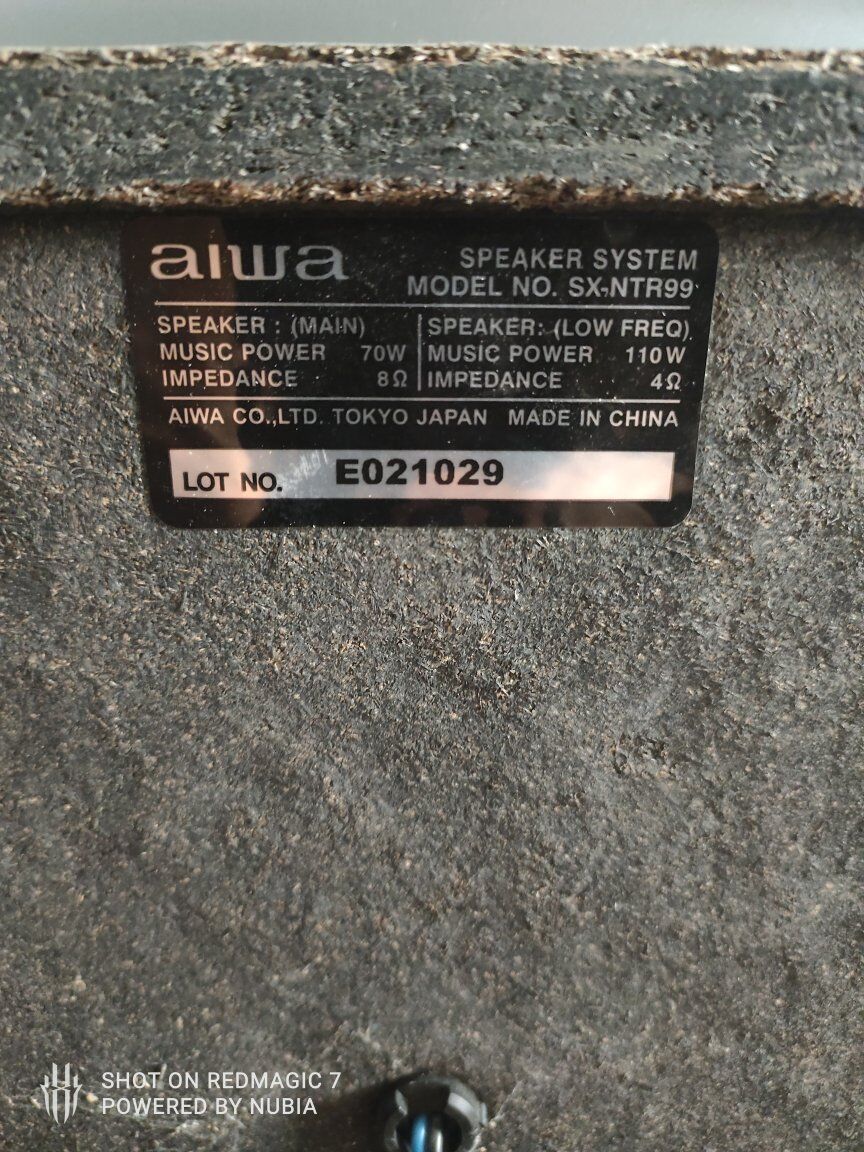 aiwa
SPEAKER SYSTEM
MODEL NO. SX-NTR99
SPEAKER : (MAIN)
MUSIC POWER 70W
IMPEDANCE 8Ω
SPEAKER: (LOW FREQ)
MUSIC POWER 110W
IMPEDANCE 4Ω
AIWA CO.,LTD. TOKYO JAPAN MADE IN CHINA
LOT NO. E021029
SHOT ON REDMAGIC 7
POWERED BY NUBIA